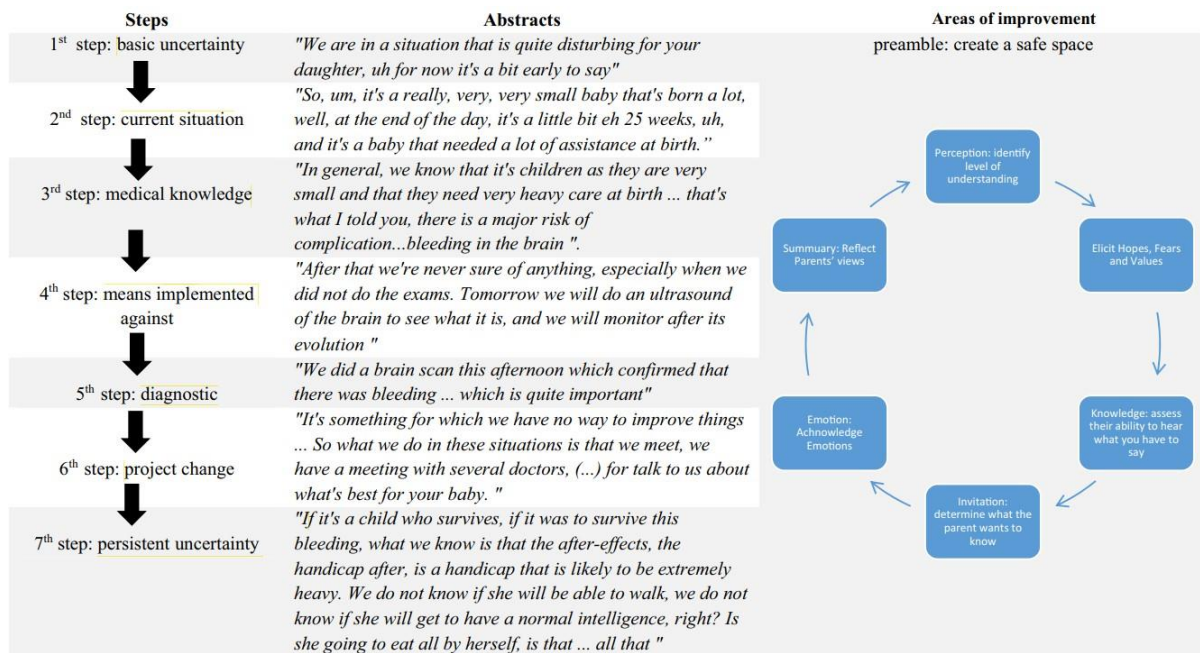 Steps
Abstracts
Areas of improvement
1st step: basic uncertainty
"We are in a situation that is quite disturbing for your
daughter, uh for now it's a bit early to say"
preamble: create a safe space
2nd step: current situation
"So, um, it's a really, very, very small baby that's born a lot,
well, at the end of the day, it's a little bit eh 25 weeks, uh,
and it's a baby that needed a lot of assistance at birth.”
3rd step: medical knowledge
"In general, we know that it's children as they are very
small and that they need very heavy care at birth ... that's
what I told you, there is a major risk of
complication...bleeding in the brain ".
4th step: means implemented
against
"After that we're never sure of anything, especially when we
did not do the exams. Tomorrow we will do an ultrasound
of the brain to see what it is, and we will monitor after its
evolution "
5th step: diagnostic
"We did a brain scan this afternoon which confirmed that
there was bleeding ... which is quite important"
6th step: project change
"It's something for which we have no way to improve things
... So what we do in these situations is that we meet, we
have a meeting with several doctors, (...) for talk to us about
what's best for your baby. "
7th step: persistent uncertainty
"If it's a child who survives, if it was to survive this
bleeding, what we know is that the after-effects, the
handicap after, is a handicap that is likely to be extremely
heavy. We do not know if she will be able to walk, we do not
know if she will get to have a normal intelligence, right? Is
she going to eat all by herself, is that ... all that "
Perception: identify
level of
understanding
Elicit Hopes, Fears
and Values
Knowledge: assess
their ability to hear
what you have to
say
Invitation:
determine what the
parent wants to
know
Emotion:
Achnowledge
Emotions
Summuary: Reflect
Parents' views